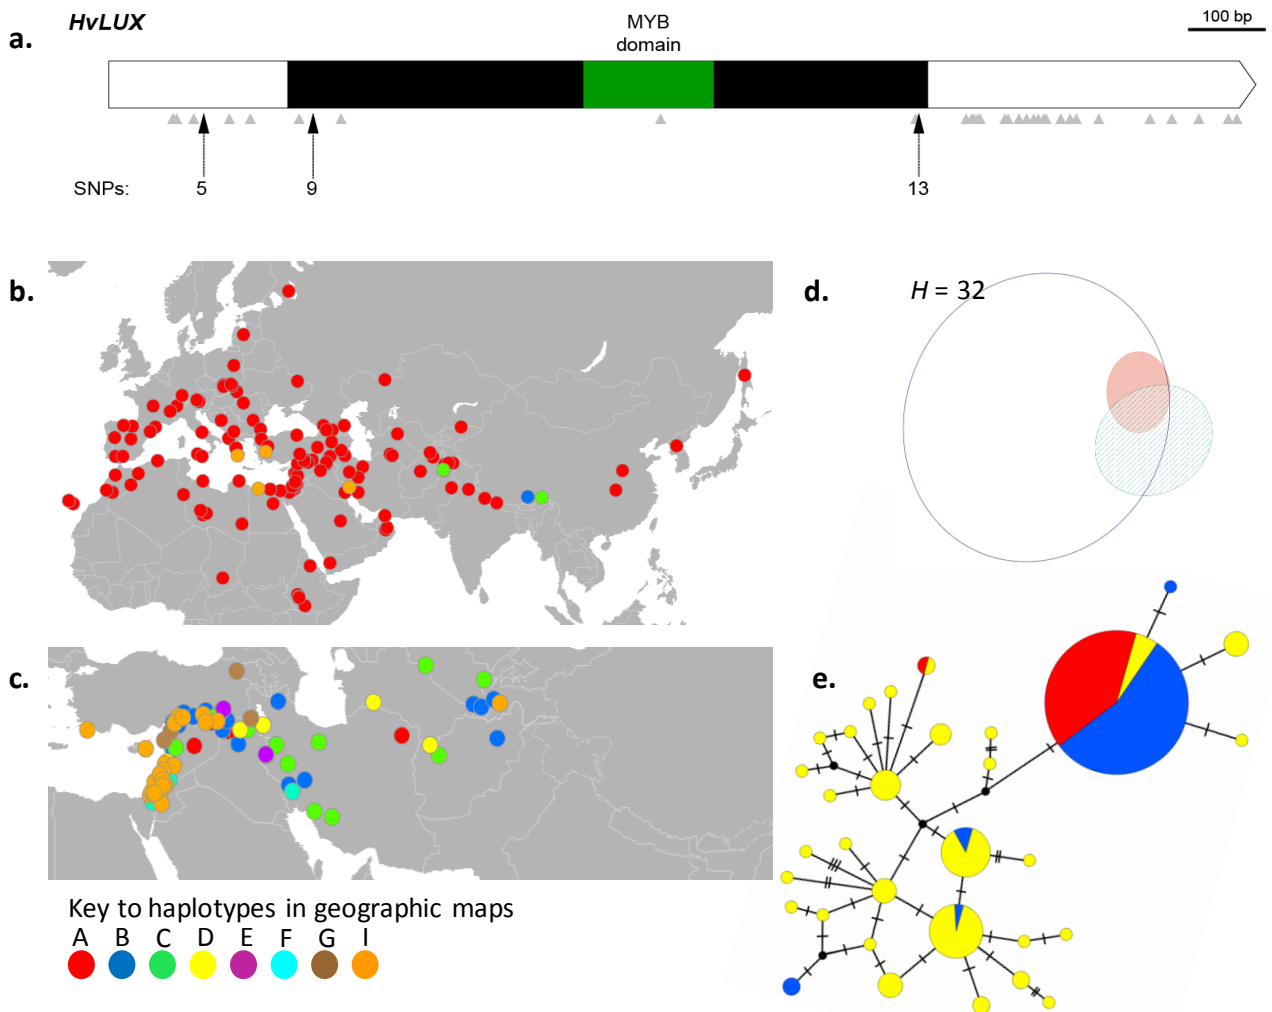 a.
HvLUX
MYB
domain
100 bp
SNPs:
5
9
13
b.
d.
H = 32
c.
e.
Key to haplotypes in geographic maps
A B C D E F G I